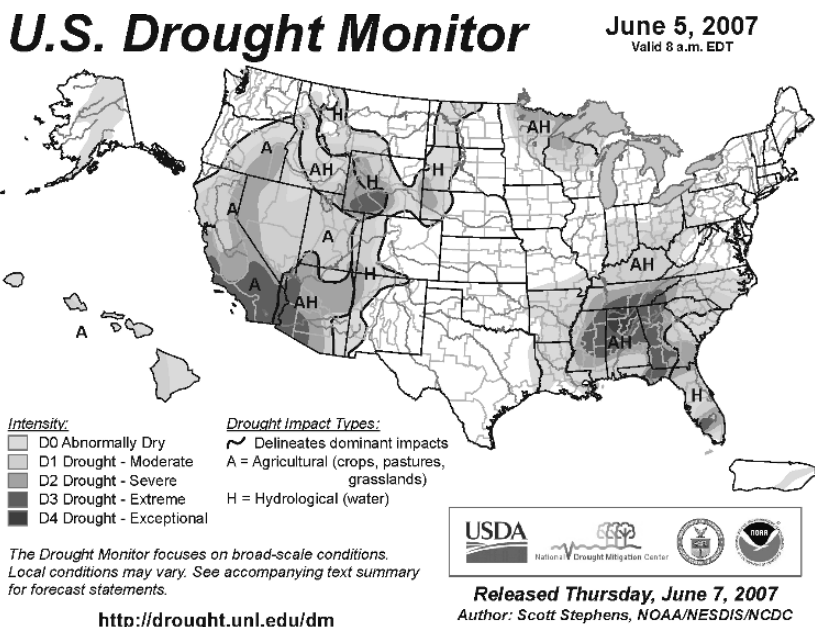 U.S. Drought Monitor
June 5, 2007
Valid 8 a.m. EDT
H
A
AH
H
H
AH
A
A
H
A
AH
AH
AH
H
A
Intensity:
D0 Abnormally Dry
D1 Drought - Moderate
D2 Drought - Severe
D3 Drought - Extreme
D4 Drought - Exceptional
Drought Impact Types:
Delineates dominant impacts
A = Agricultural (crops, pastures,
grasslands)
H = Hydrological (water)
The Drought Monitor focuses on broad-scale conditions.
Local conditions may vary. See accompanying text summary
for forecast statements.
http://drought.unl.edu/dm
USDA
National Drought Mitigation Center
NOAA
Released Thursday, June 7, 2007
Author: Scott Stephens, NOAA/NESDIS/NCDC